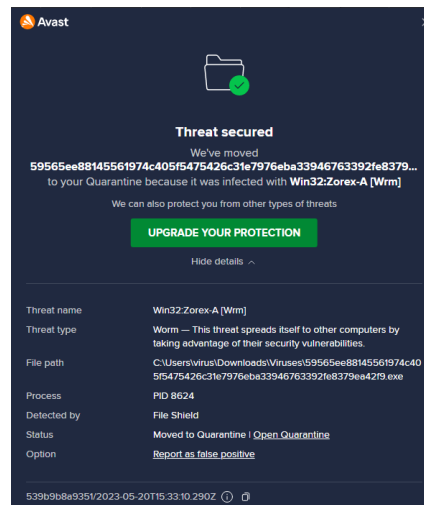 Avast
Threat secured
We've moved
59565ee88145561974c405f5475426c31e7976eba33946763392fe8379...
to your Quarantine because it was infected with Win32:Zorex-A [Wrm]
We can also protect you from other types of threats
UPGRADE YOUR PROTECTION
Hide details
Threat name Win32:Zorex-A [Wrm]
Threat type Worm — This threat spreads itself to other computers by
taking advantage of their security vulnerabilities.
File path C:\Users\virus\Downloads\Viruses\59565ee88145561974c40
5f5475426c31e7976eba33946763392fe8379ea42f9.exe
Process PID 8624
Detected by File Shield
Status Moved to Quarantine | Open Quarantine
Option Report as false positive
539b9b8a9351/2023-05-20T15:33:10.290Z